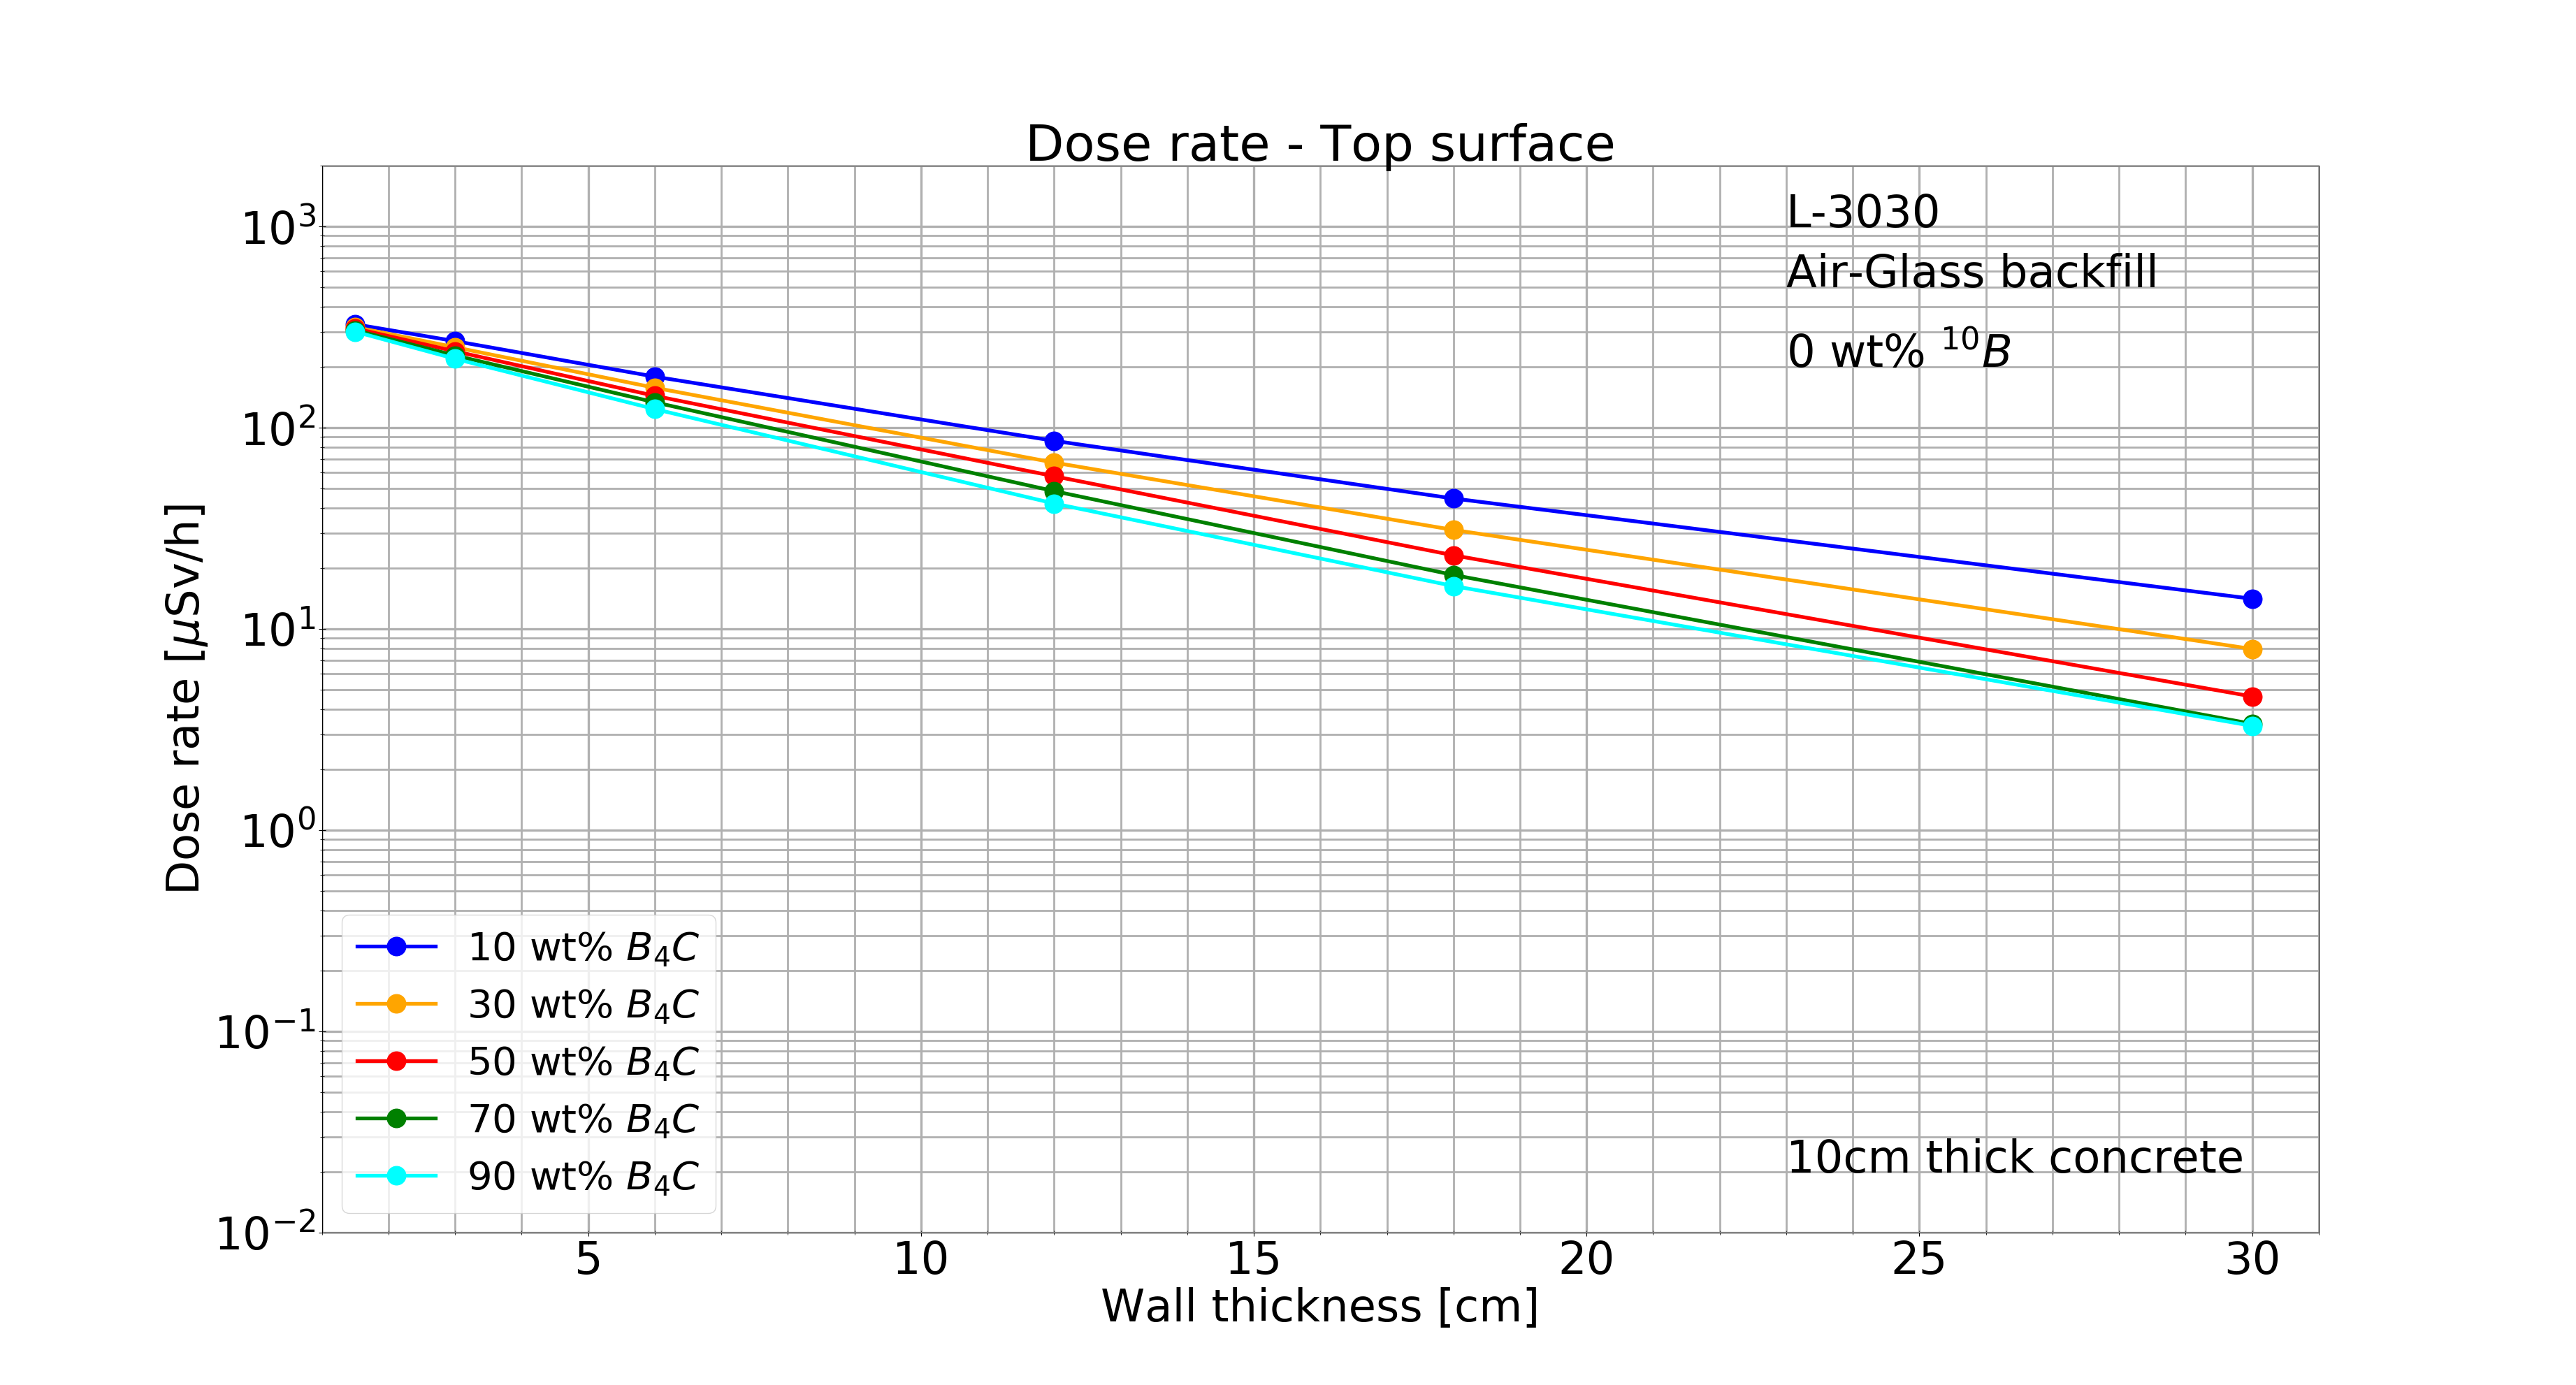 Dose rate - Top surface
L-3030
Air-Glass backfill
0 wt% ¹⁰B
10cm thick concrete
Dose rate [μSv/h]
10³
10²
10¹
10⁰
10⁻¹
10⁻²
10 wt% B₄C
30 wt% B₄C
50 wt% B₄C
70 wt% B₄C
90 wt% B₄C
5 10 15 20 25 30
Wall thickness [cm]